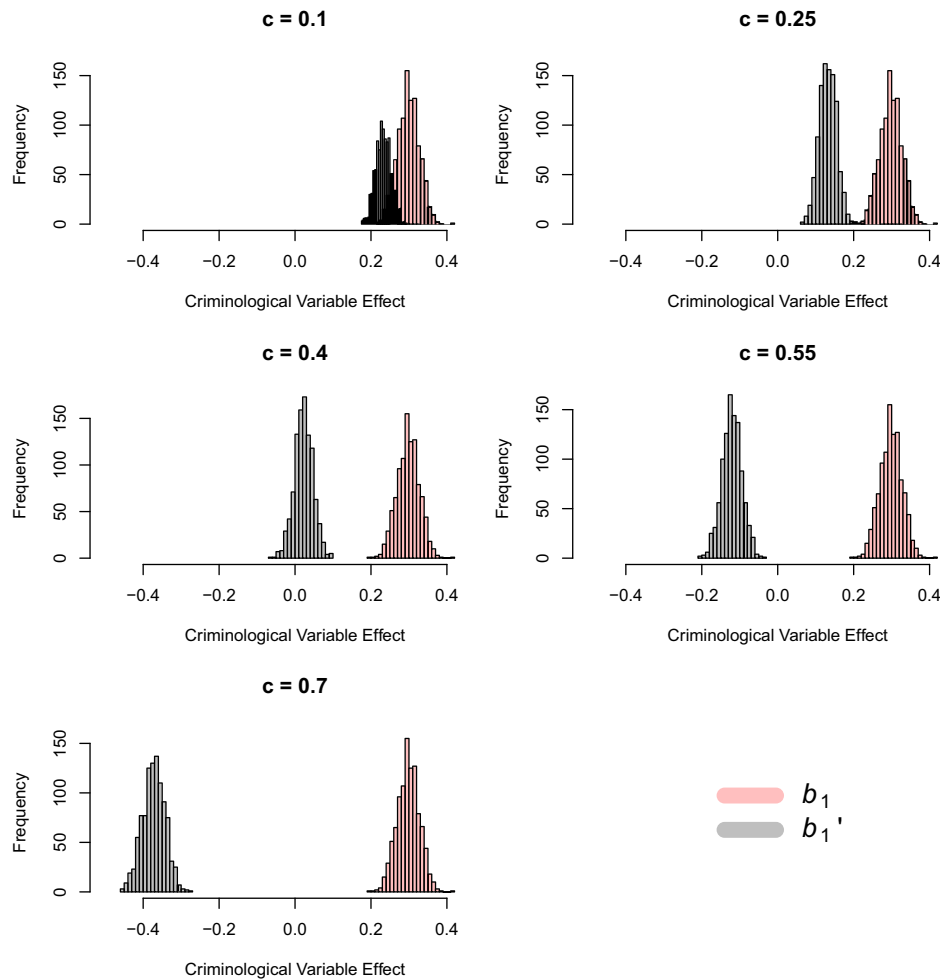 c = 0.1
Frequency
0 50 100 150
−0.4 −0.2 0.0 0.2 0.4
Criminological Variable Effect
c = 0.25
Frequency
0 50 100 150
−0.4 −0.2 0.0 0.2 0.4
Criminological Variable Effect
c = 0.4
Frequency
0 50 100 150
−0.4 −0.2 0.0 0.2 0.4
Criminological Variable Effect
c = 0.55
Frequency
0 50 100 150
−0.4 −0.2 0.0 0.2 0.4
Criminological Variable Effect
c = 0.7
Frequency
0 50 100 150
−0.4 −0.2 0.0 0.2 0.4
Criminological Variable Effect
b₁
b₁'